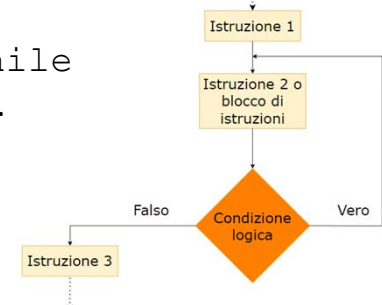 Istruzione 1
Istruzione 2 o
blocco di
istruzioni
Falso
Condizione
logica
Vero
Istruzione 3